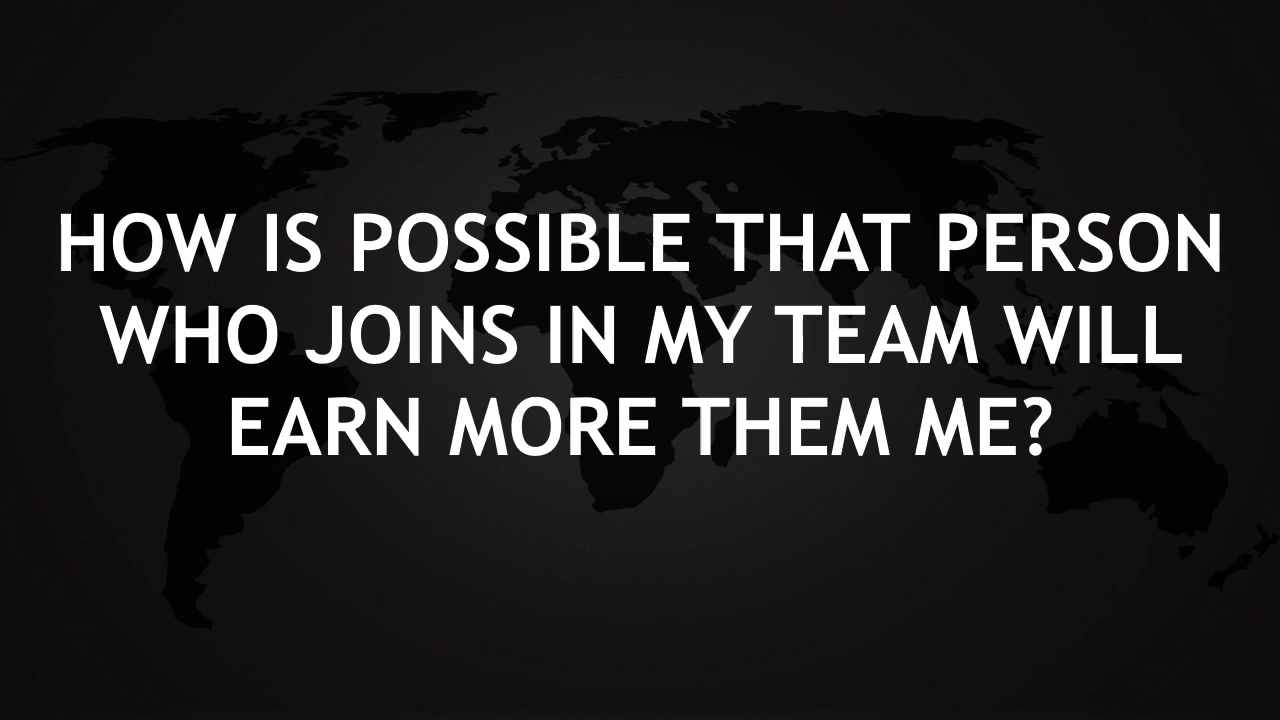 HOW IS POSSIBLE THAT PERSON
WHO JOINS IN MY TEAM WILL
EARN MORE THEM ME?